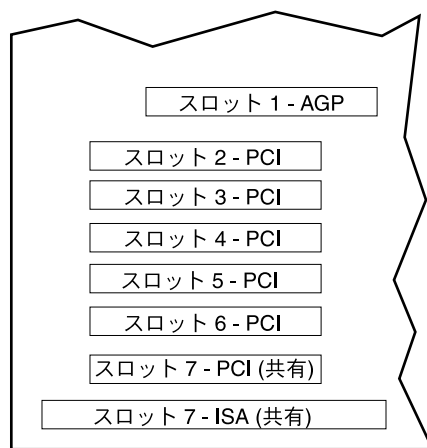 スロット 1 - AGP
スロット 2 - PCI
スロット 3 - PCI
スロット 4 - PCI
スロット 5 - PCI
スロット 6 - PCI
スロット 7 - PCI (共有)
スロット 7 - ISA (共有)